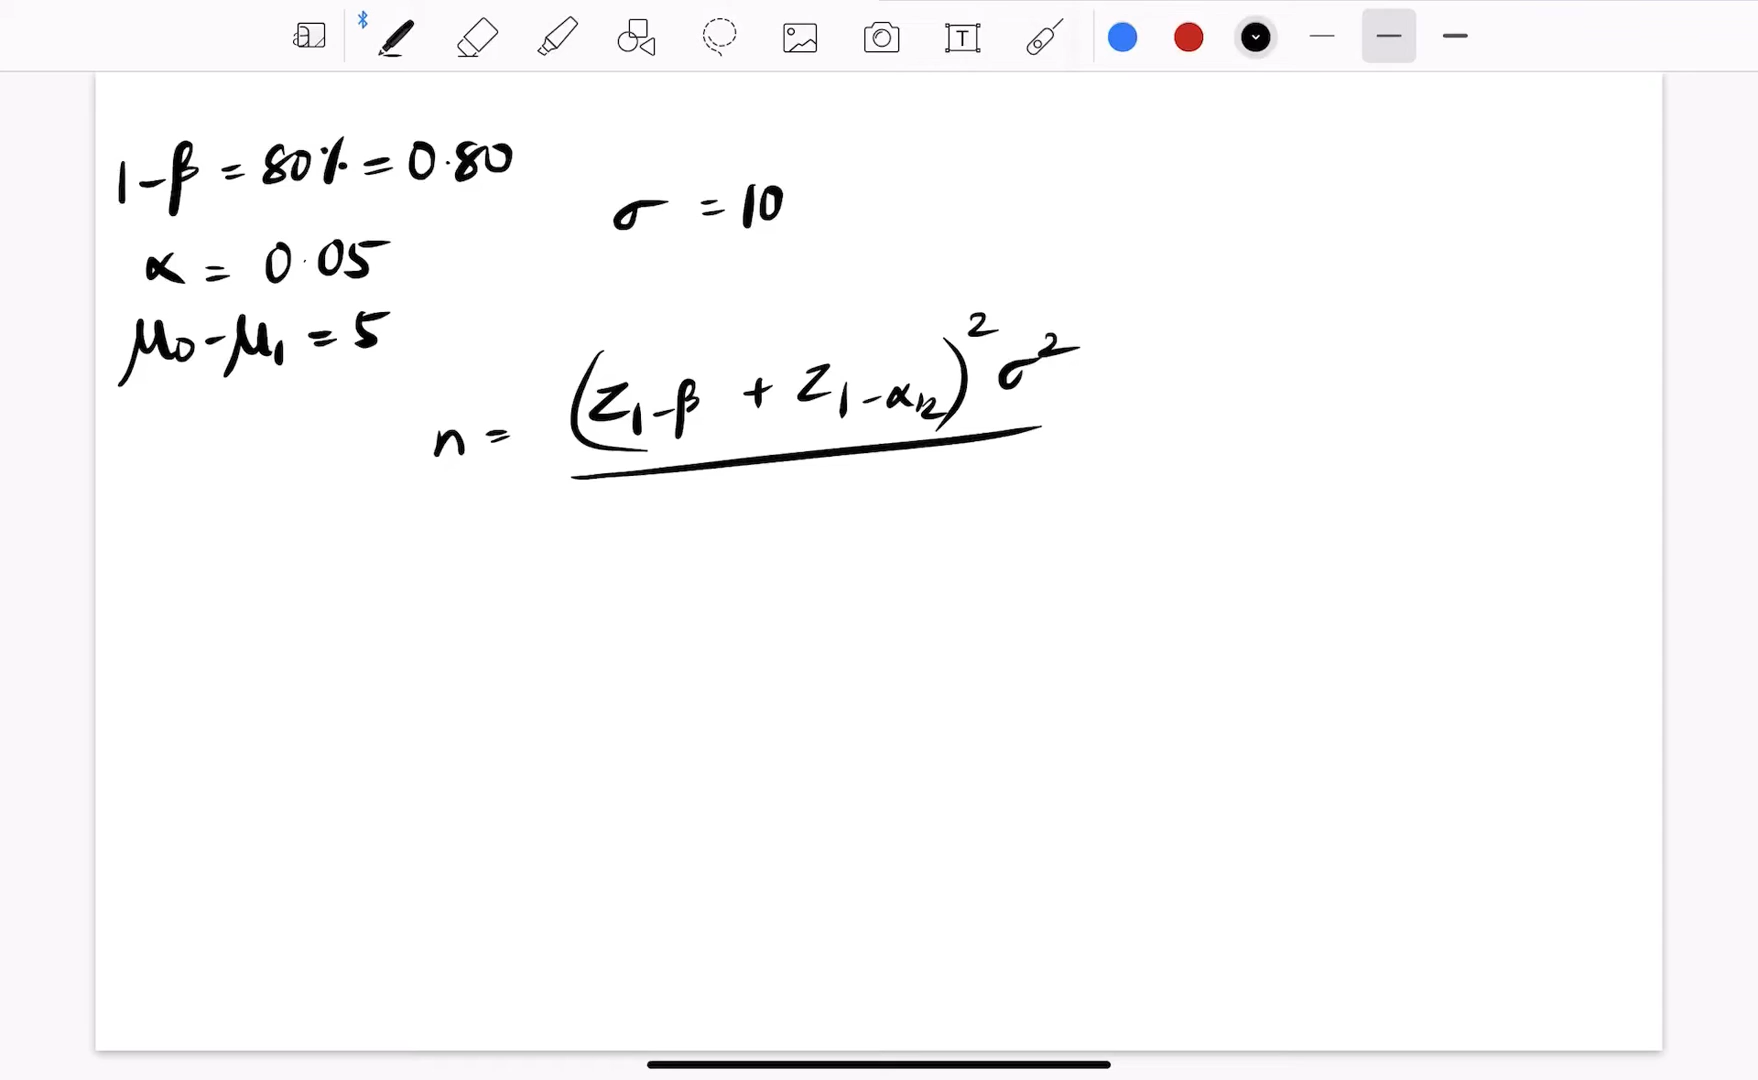 1-β = 80% = 0.80
σ = 10
α = 0.05
μ₀-μ₁ = 5
n = (Z₁₋β + Z₁₋α/₂)² σ²